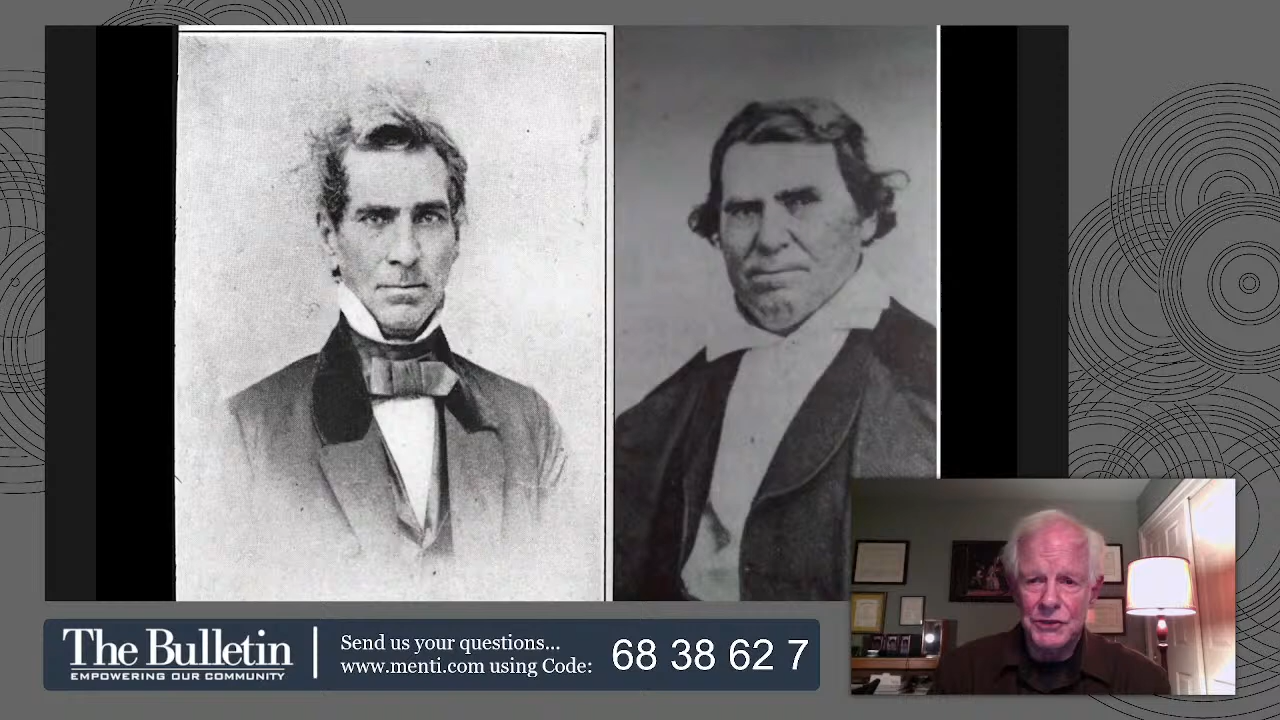 The Bulletin
EMPOWERING OUR COMMUNITY
Send us your questions...
www.menti.com using Code:
68 38 62 7